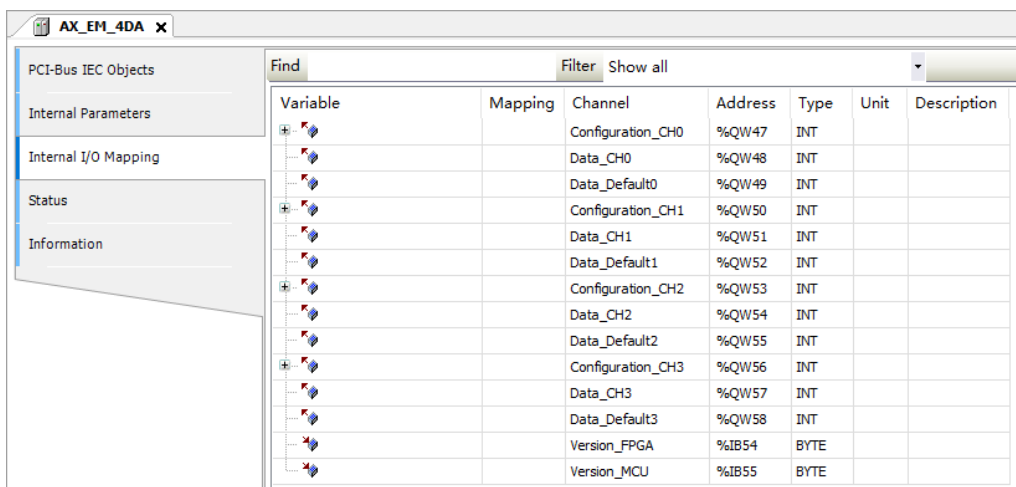 AX_EM_4DA
PCI-Bus IEC Objects
Internal Parameters
Internal I/O Mapping
Status
Information
Find Filter Show all
Variable Mapping Channel Address Type Unit Description
Configuration_CH0 %QW47 INT
Data_CH0 %QW48 INT
Data_Default0 %QW49 INT
Configuration_CH1 %QW50 INT
Data_CH1 %QW51 INT
Data_Default1 %QW52 INT
Configuration_CH2 %QW53 INT
Data_CH2 %QW54 INT
Data_Default2 %QW55 INT
Configuration_CH3 %QW56 INT
Data_CH3 %QW57 INT
Data_Default3 %QW58 INT
Version_FPGA %IB54 BYTE
Version_MCU %IB55 BYTE